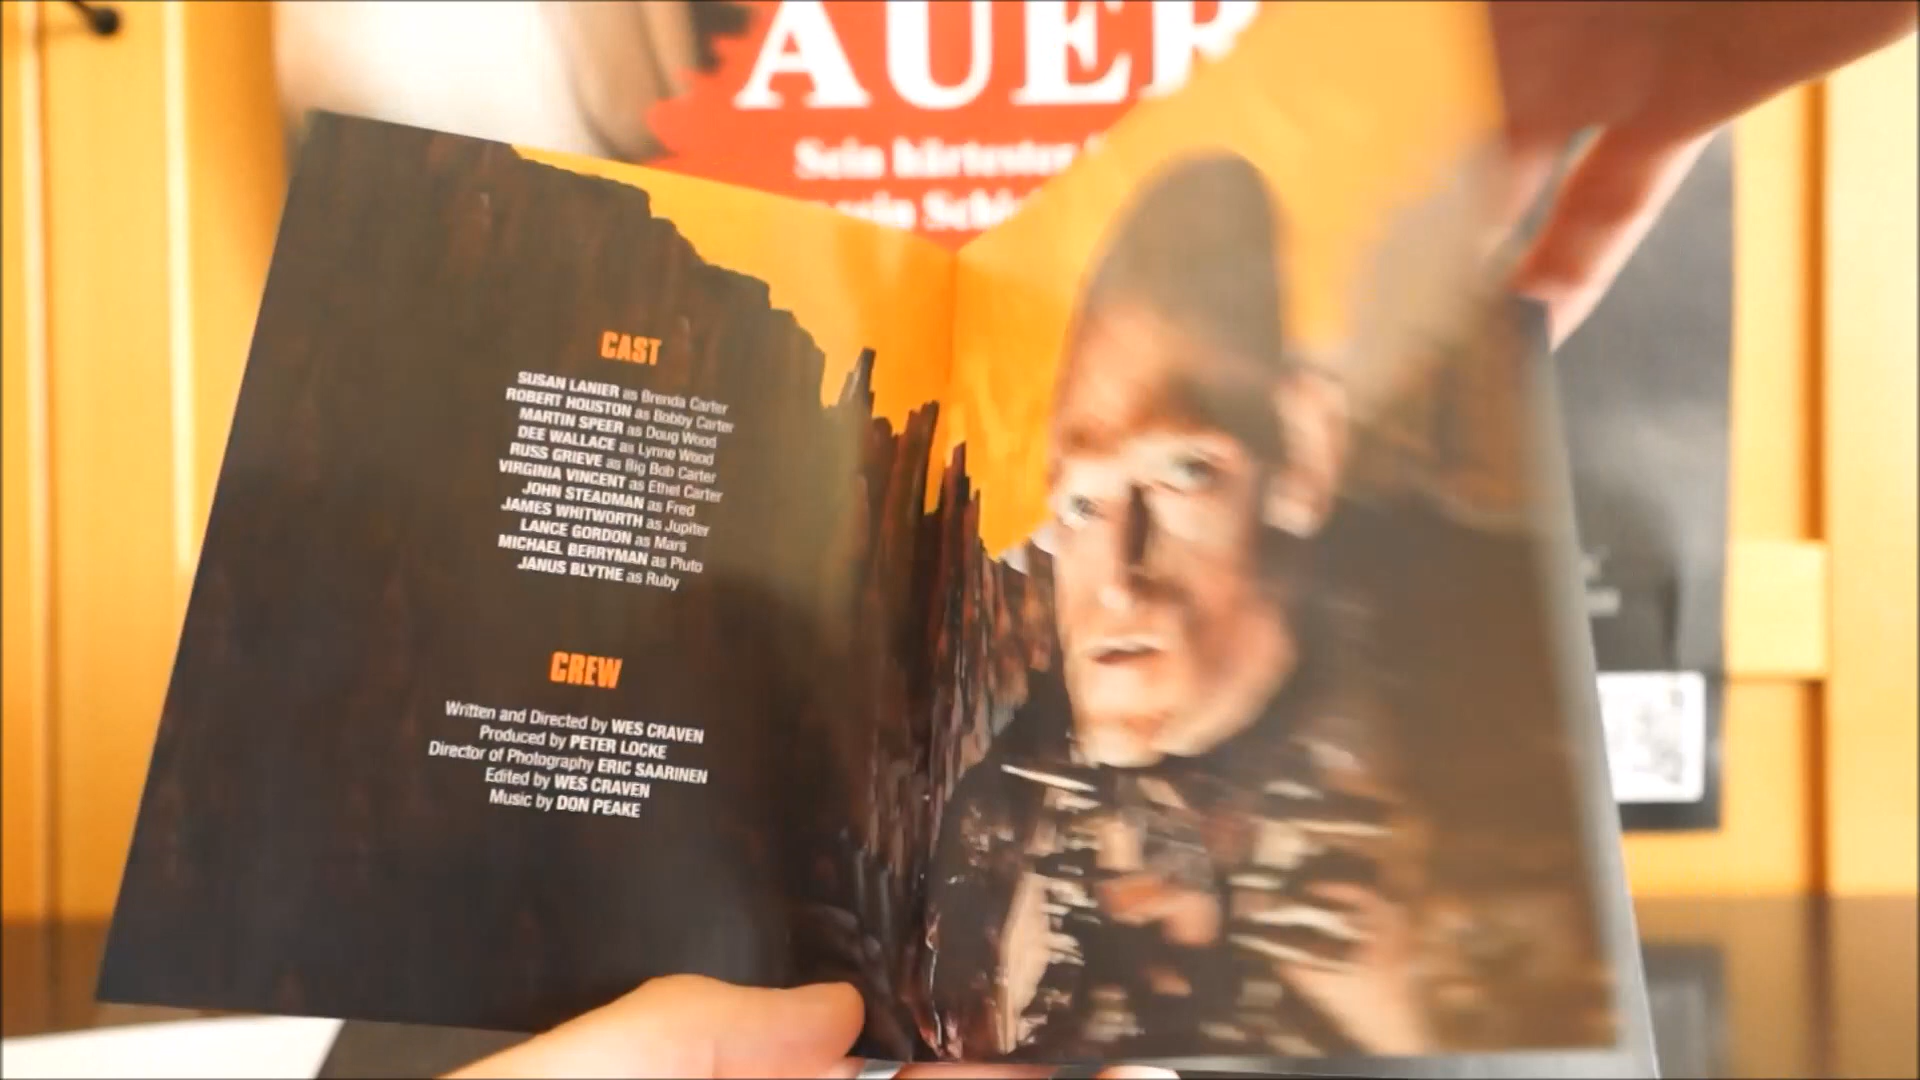 AUER
Sein härtester
CAST
SUSAN LANIER as Brenda Carter
ROBERT HOUSTON as Bobby Carter
MARTIN SPEER as Doug Wood
DEE WALLACE as Lynne Wood
RUSS GRIEVE as Big Bob Carter
VIRGINIA VINCENT as Ethel Carter
JOHN STEADMAN as Fred
JAMES WHITWORTH as Jupiter
LANCE GORDON as Mars
MICHAEL BERRYMAN as Pluto
JANUS BLYTHE as Ruby
CREW
Written and Directed by WES CRAVEN
Produced by PETER LOCKE
Director of Photography ERIC SAARINEN
Edited by WES CRAVEN
Music by DON PEAKE